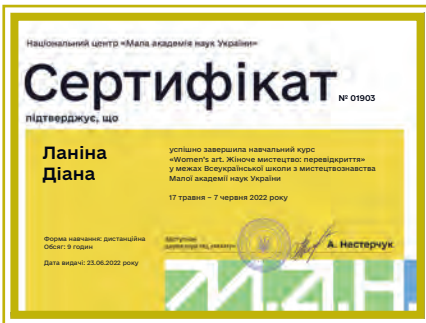 Національний центр «Мала академія наук України»
Сертифікат
№ 01903
підтверджує, що
Ланіна
Діана
успішно завершила навчальний курс
«Women's art. Жіноче мистецтво: перевідкриття»
у межах Всеукраїнської школи з мистецтвознавства
Малої академії наук України
17 травня – 7 червня 2022 року
Форма навчання: дистанційна
Обсяг: 9 годин
Дата видачі: 23.06.2022 року
А. Нестерчук
М.А.Н.